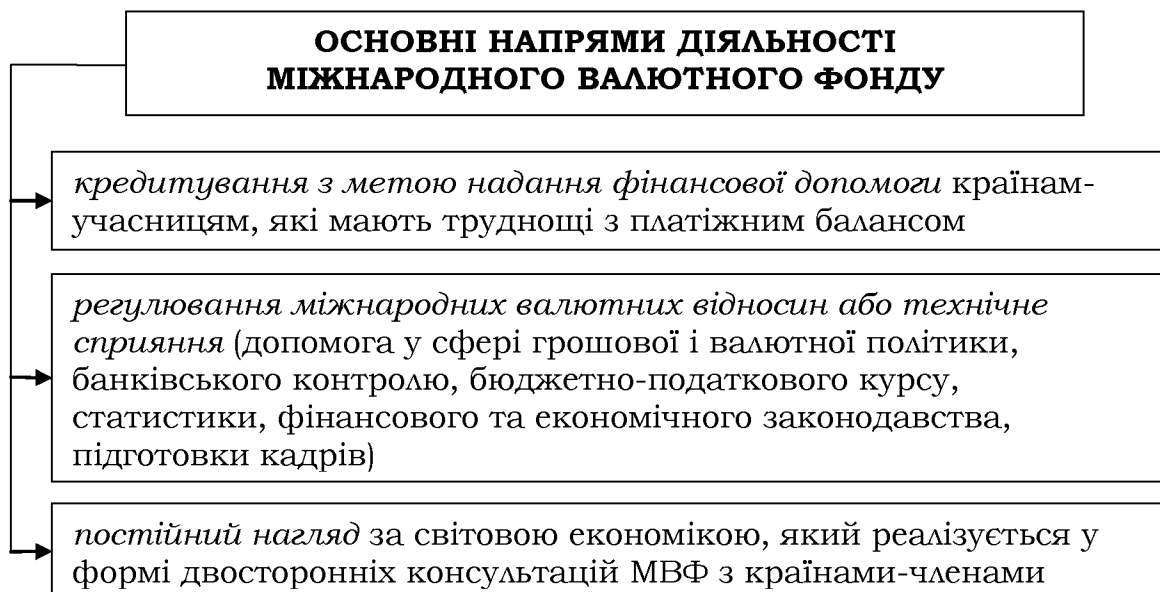 ОСНОВНІ НАПРЯМИ ДІЯЛЬНОСТІ
МІЖНАРОДНОГО ВАЛЮТНОГО ФОНДУ
кредитування з метою надання фінансової допомоги країнам-
учасницям, які мають труднощі з платіжним балансом
регулювання міжнародних валютних відносин або технічне
сприяння (допомога у сфері грошової і валютної політики,
банківського контролю, бюджетно-податкового курсу,
статистики, фінансового та економічного законодавства,
підготовки кадрів)
постійний нагляд за світовою економікою, який реалізується у
формі двосторонніх консультацій МВФ з країнами-членами